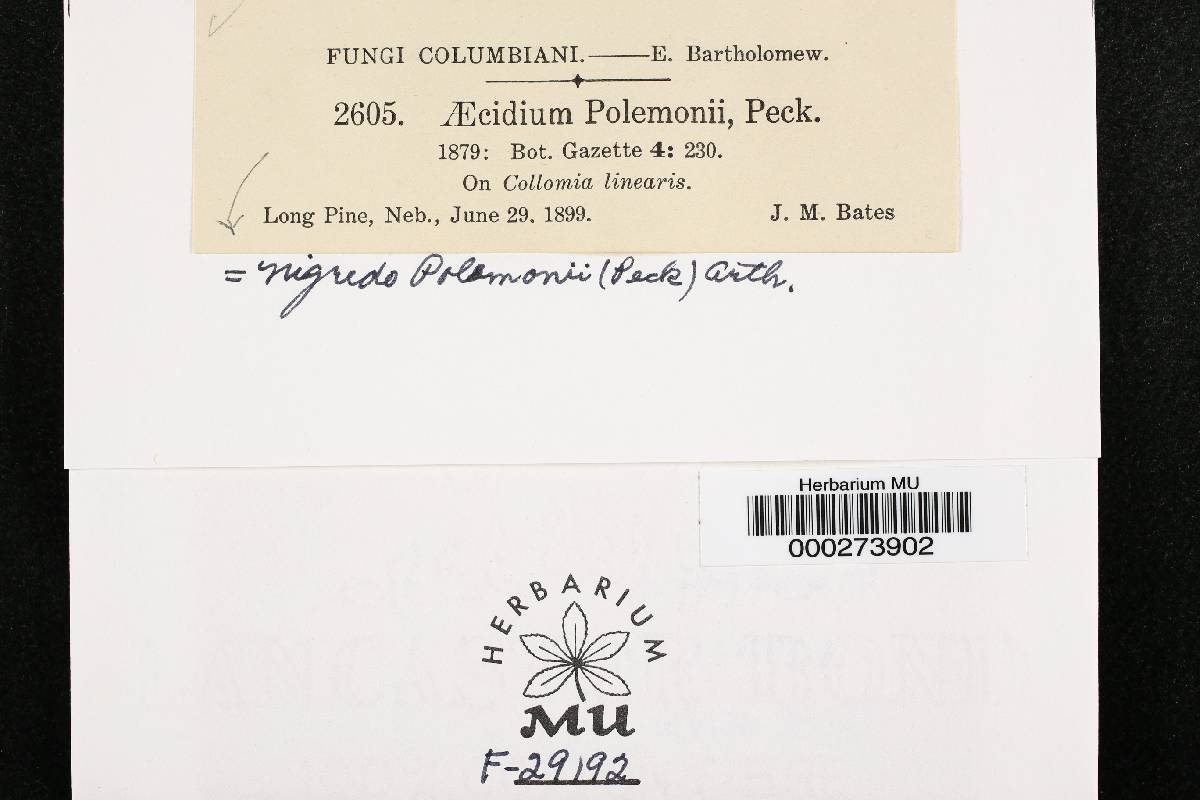 FUNGI COLUMBIANI.——E. Bartholomew.
2605. Æcidium Polemonii, Peck.
1879: Bot. Gazette 4: 230.
On Collomia linearis.
Long Pine, Neb., June 29. 1899. J. M. Bates
= Nigredo Polemonii (Peck) Arth.
Herbarium MU
000273902
HERBARIUM
MU
F-29192